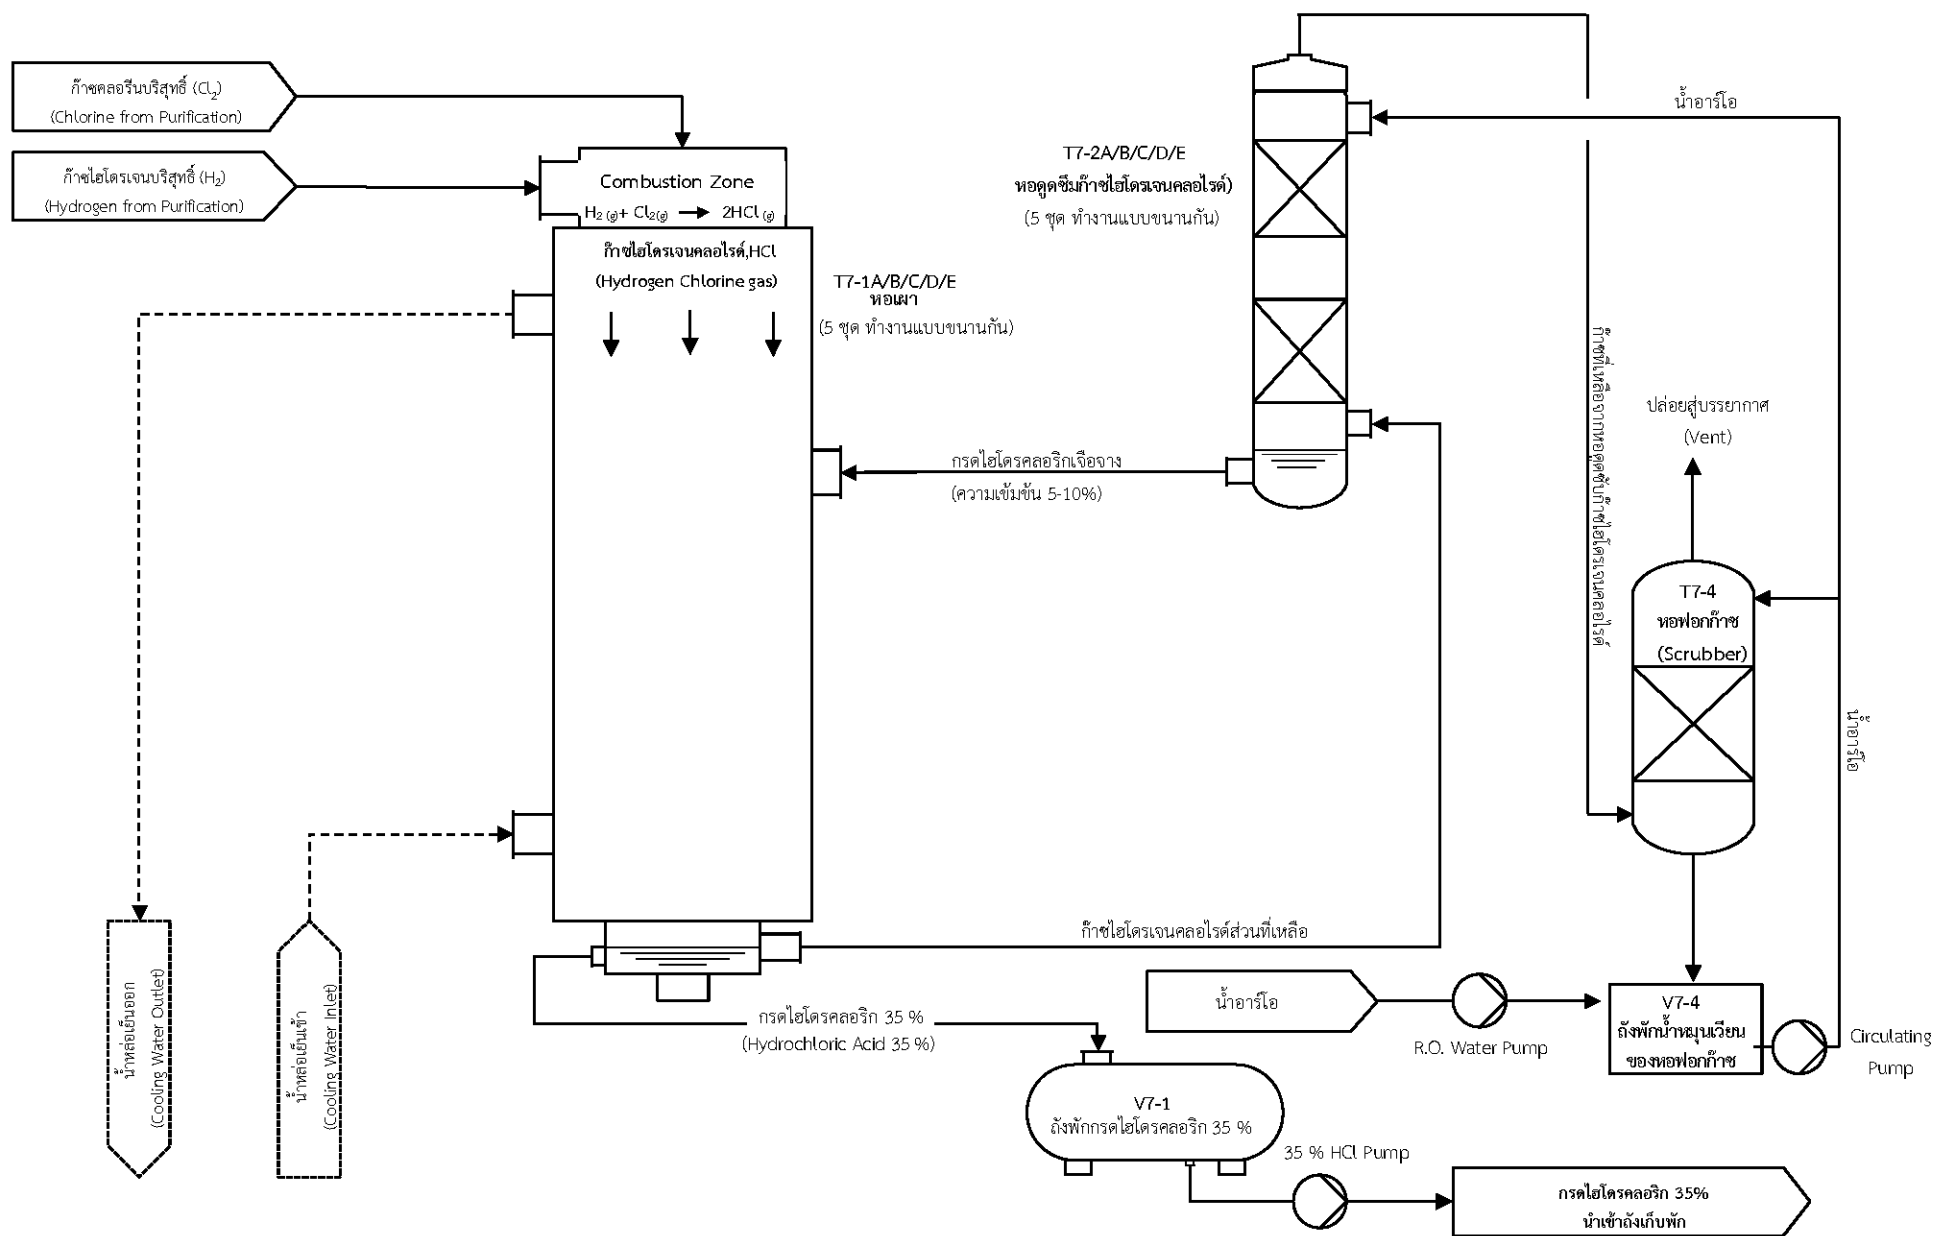 ก๊าซคลอรีนบริสุทธิ์ (Cl₂)
(Chlorine from Purification)
ก๊าซไฮโดรเจนบริสุทธิ์ (H₂)
(Hydrogen from Purification)
Combustion Zone
H₂ (g) + Cl₂(g) → 2HCl (g)
ก๊าซไฮโดรเจนคลอไรด์,HCl
(Hydrogen Chlorine gas)
T7-1A/B/C/D/E
หอเผา
(5 ชุด ทำงานแบบขนานกัน)
T7-2A/B/C/D/E
หอดูดซึมก๊าซไฮโดรเจนคลอไรด์)
(5 ชุด ทำงานแบบขนานกัน)
น้ำอาร์โอ
ก๊าซที่เหลือจากหอดูดซับก๊าซไฮโดรเจนคลอไรด์
ปล่อยสู่บรรยากาศ
(Vent)
กรดไฮโดรคลอริกเจือจาง
(ความเข้มข้น 5-10%)
T7-4
หอฟอกก๊าซ
(Scrubber)
น้ำอาร์โอ
ก๊าซไฮโดรเจนคลอไรด์ส่วนที่เหลือ
น้ำหล่อเย็นออก
(Cooling Water Outlet)
น้ำหล่อเย็นเข้า
(Cooling Water Inlet)
กรดไฮโดรคลอริก 35 %
(Hydrochloric Acid 35 %)
น้ำอาร์โอ
R.O. Water Pump
V7-4
ถังพักน้ำหมุนเวียน
ของหอฟอกก๊าซ
Circulating
Pump
V7-1
ถังพักกรดไฮโดรคลอริก 35 %
35 % HCl Pump
กรดไฮโดรคลอริก 35%
นำเข้าถังเก็บพัก